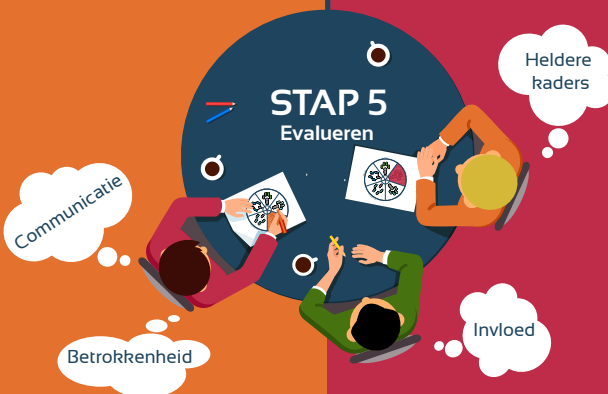 STAP 5
Evalueren
Heldere
kaders
Communicatie
Invloed
Betrokkenheid